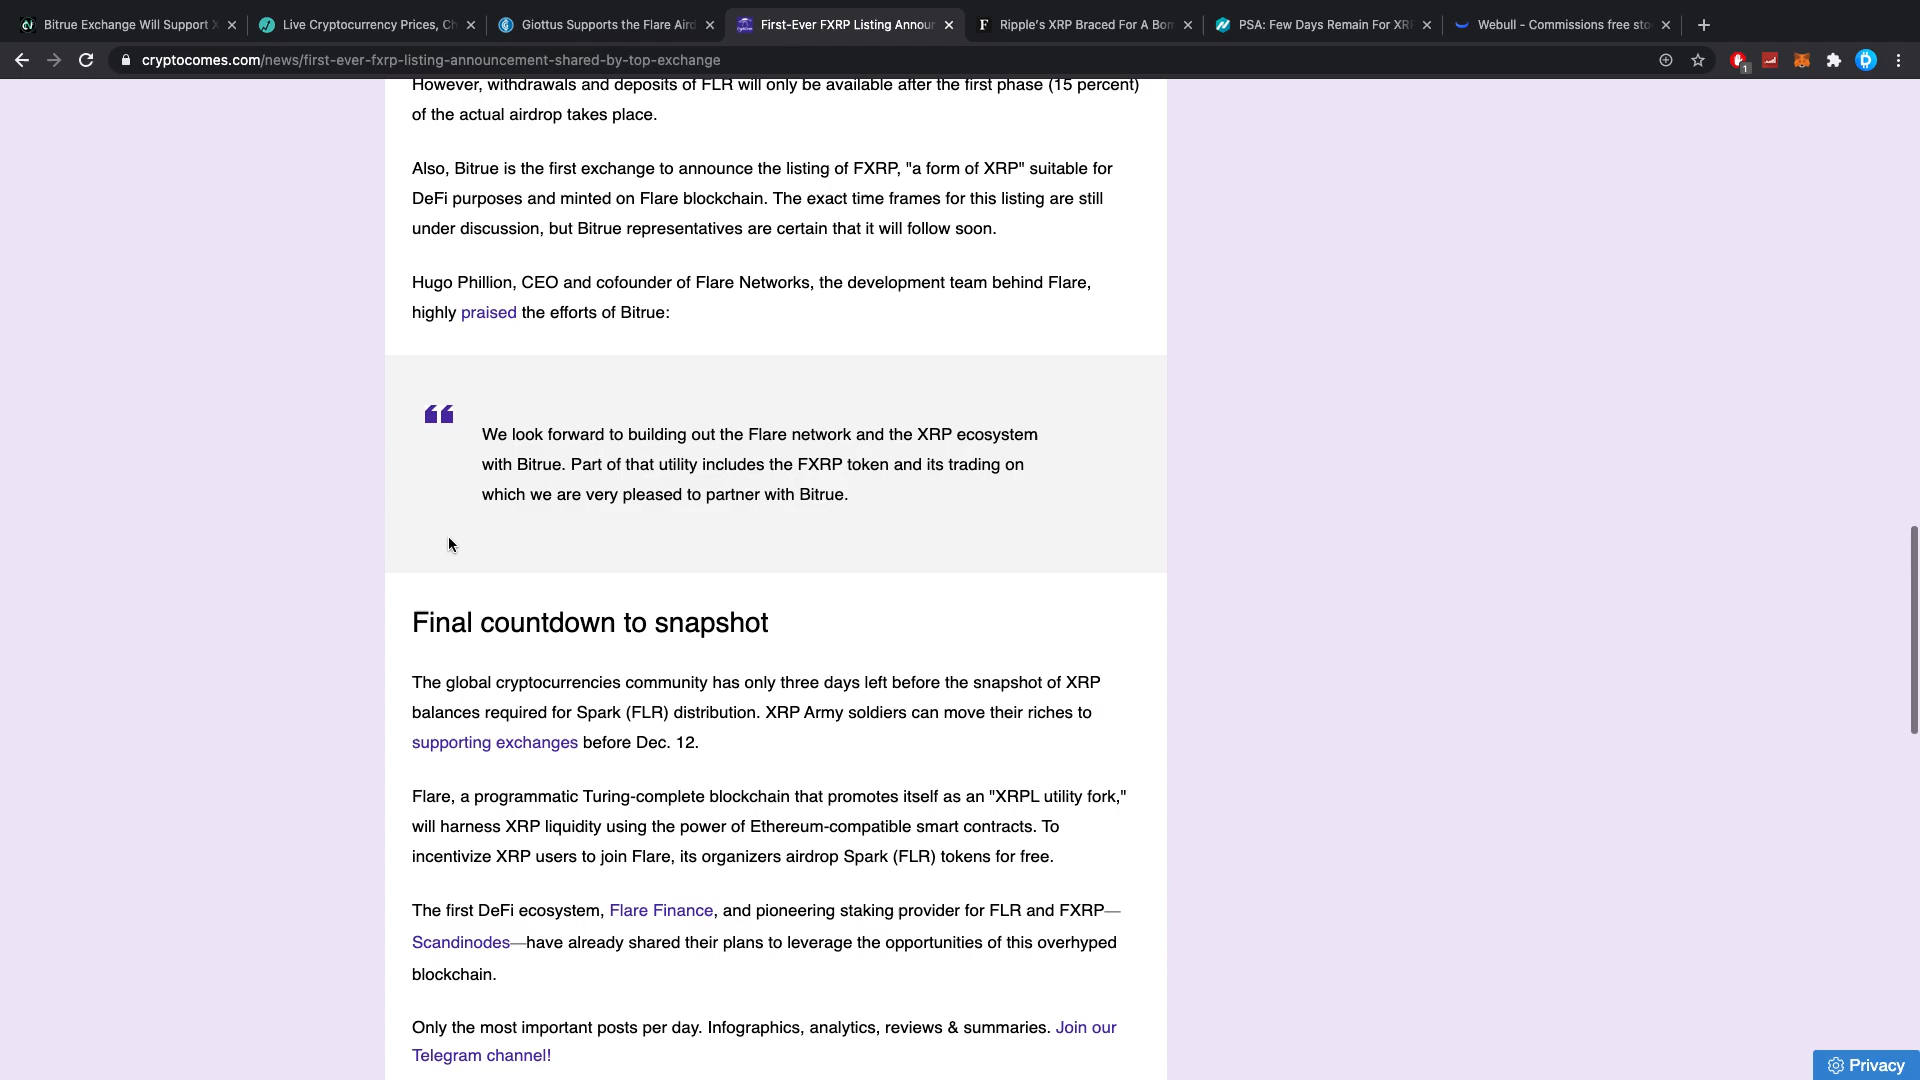 Bitrue Exchange Will Support X
Live Cryptocurrency Prices, Ch
Giottus Supports the Flare Aird
First-Ever FXRP Listing Announ
Ripple's XRP Braced For A Bom
PSA: Few Days Remain For XRP
Webull - Commissions free sto
cryptocomes.com/news/first-ever-fxrp-listing-announcement-shared-by-top-exchange
1
However, withdrawals and deposits of FLR will only be available after the first phase (15 percent)
of the actual airdrop takes place.
Also, Bitrue is the first exchange to announce the listing of FXRP, "a form of XRP" suitable for
DeFi purposes and minted on Flare blockchain. The exact time frames for this listing are still
under discussion, but Bitrue representatives are certain that it will follow soon.
Hugo Phillion, CEO and cofounder of Flare Networks, the development team behind Flare,
highly praised the efforts of Bitrue:
We look forward to building out the Flare network and the XRP ecosystem
with Bitrue. Part of that utility includes the FXRP token and its trading on
which we are very pleased to partner with Bitrue.
Final countdown to snapshot
The global cryptocurrencies community has only three days left before the snapshot of XRP
balances required for Spark (FLR) distribution. XRP Army soldiers can move their riches to
supporting exchanges before Dec. 12.
Flare, a programmatic Turing-complete blockchain that promotes itself as an "XRPL utility fork,"
will harness XRP liquidity using the power of Ethereum-compatible smart contracts. To
incentivize XRP users to join Flare, its organizers airdrop Spark (FLR) tokens for free.
The first DeFi ecosystem, Flare Finance, and pioneering staking provider for FLR and FXRP—
Scandinodes—have already shared their plans to leverage the opportunities of this overhyped
blockchain.
Only the most important posts per day. Infographics, analytics, reviews & summaries. Join our
Telegram channel!
Privacy